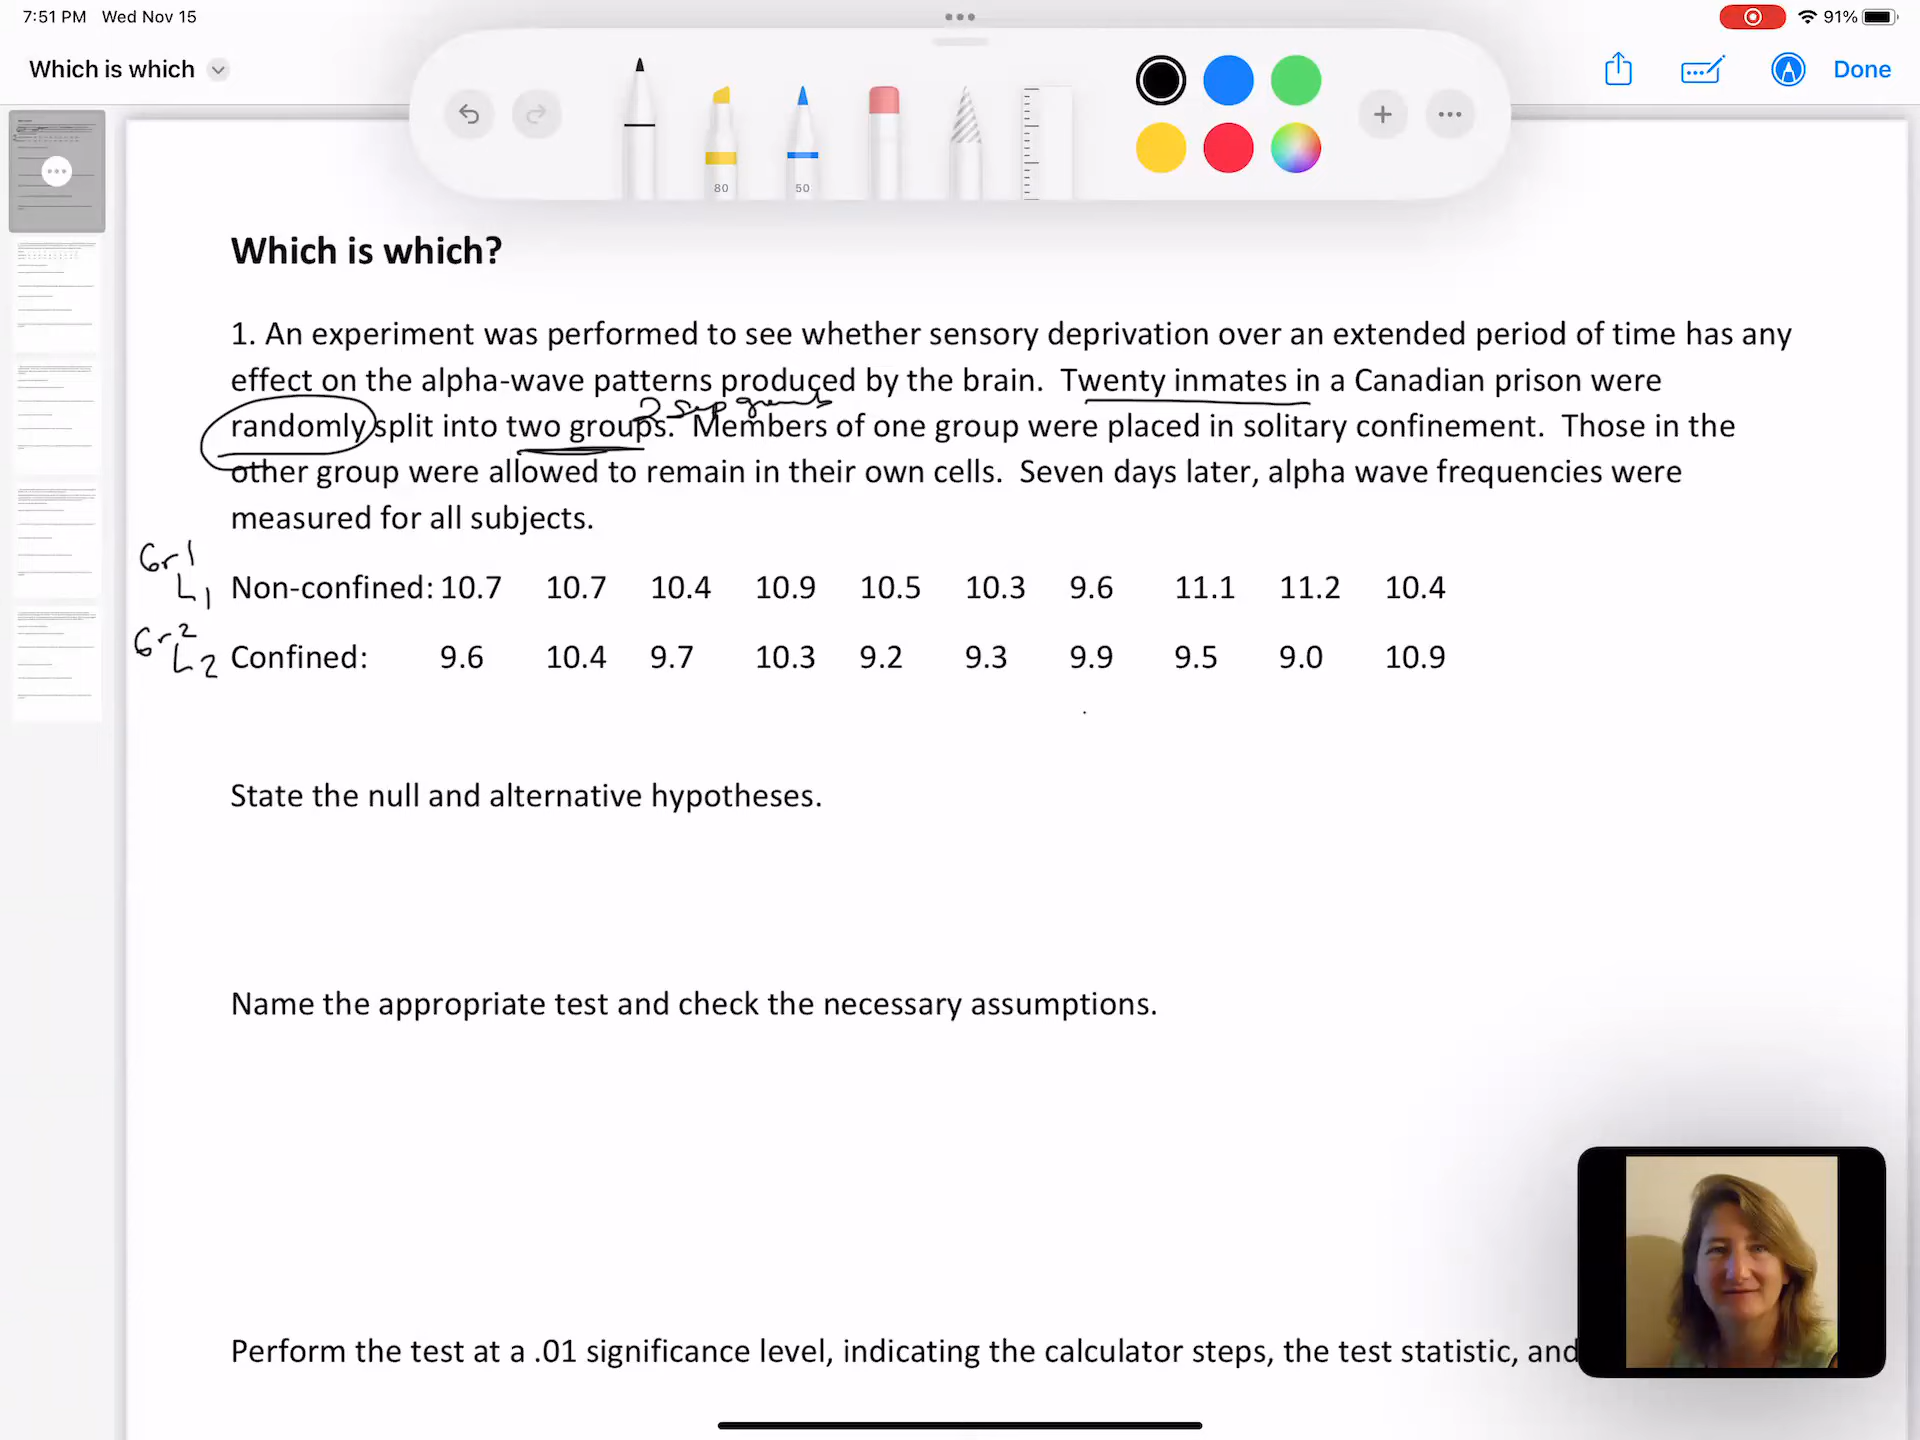 7:51 PM Wed Nov 15
91%
Which is which
Done
80
50
Which is which?
1. An experiment was performed to see whether sensory deprivation over an extended period of time has any
effect on the alpha-wave patterns produced by the brain. Twenty inmates in a Canadian prison were
randomly split into two groups. Members of one group were placed in solitary confinement. Those in the
other group were allowed to remain in their own cells. Seven days later, alpha wave frequencies were
measured for all subjects.
Gr 1
L1 Non-confined: 10.7 10.7 10.4 10.9 10.5 10.3 9.6 11.1 11.2 10.4
Gr 2
L2 Confined: 9.6 10.4 9.7 10.3 9.2 9.3 9.9 9.5 9.0 10.9
State the null and alternative hypotheses.
Name the appropriate test and check the necessary assumptions.
Perform the test at a .01 significance level, indicating the calculator steps, the test statistic, and